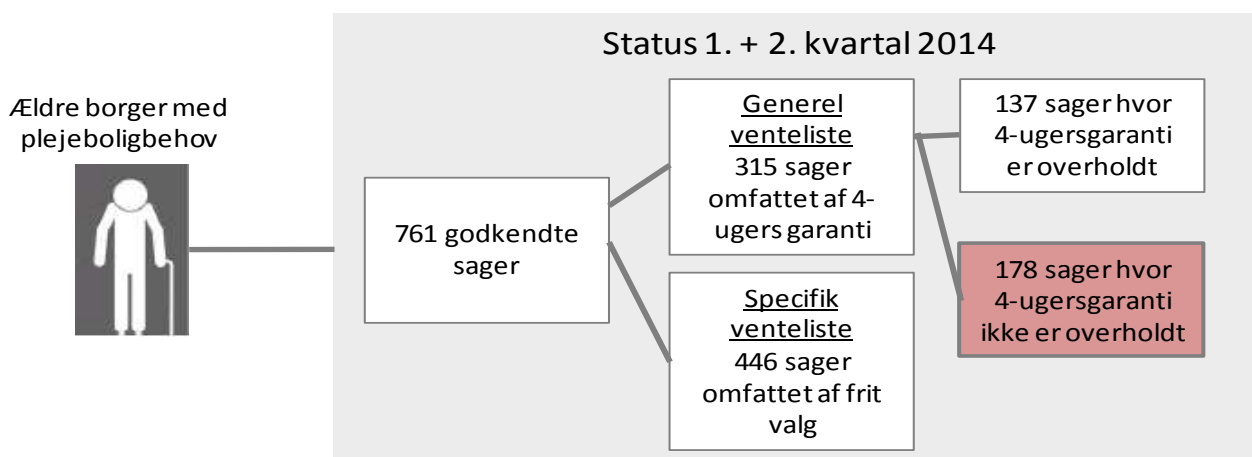 Status 1. + 2. kvartal 2014
Ældre borger med
plejeboligbehov
761 godkendte
sager
Generel
venteliste
315 sager
omfattet af 4-
ugers garanti
Specifik
venteliste
446 sager
omfattet af frit
valg
137 sager hvor
4-ugersgaranti
er overholdt
178 sager hvor
4-ugersgaranti
ikke er overholdt